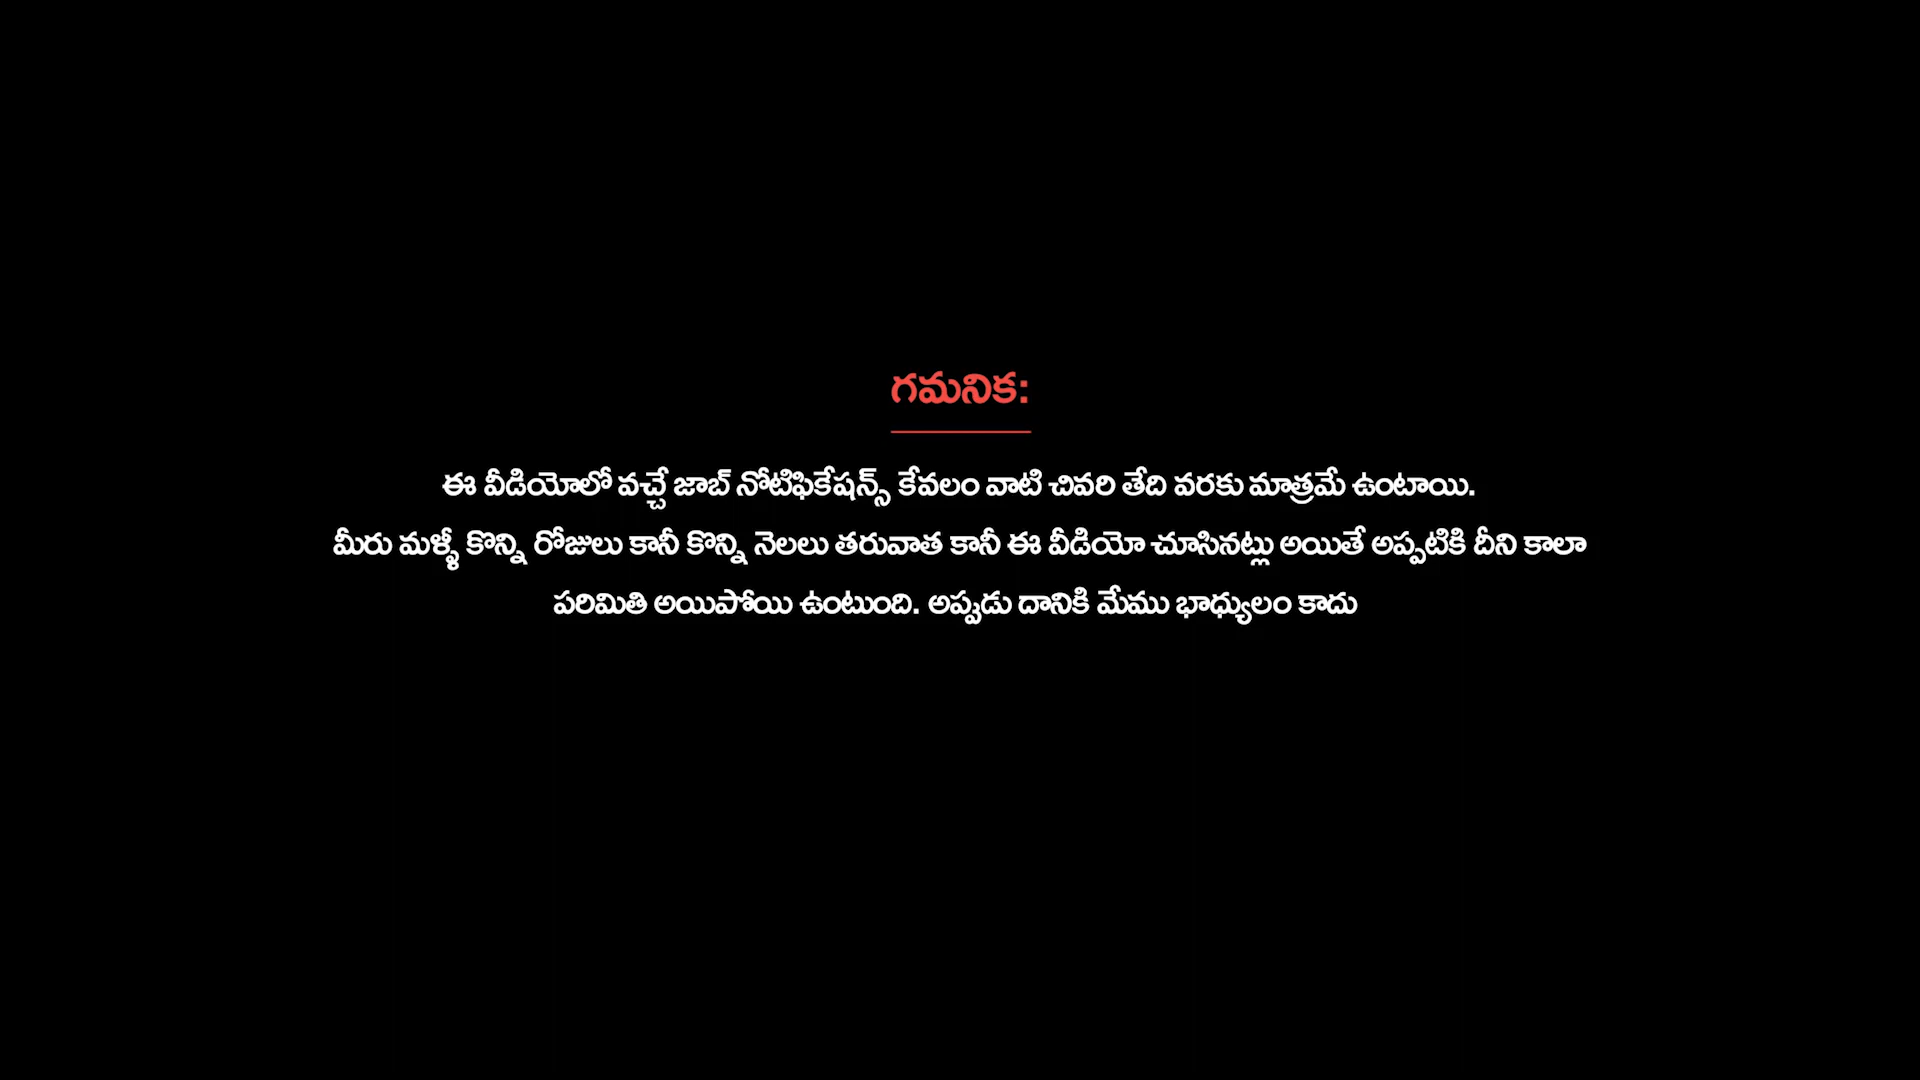 గమనిక:
ఈ వీడియోలో వచ్చే జాబ్ నోటిఫికేషన్స్ కేవలం వాటి చివరి తేది వరకు మాత్రమే ఉంటాయి.
మీరు మళ్ళీ కొన్ని రోజులు కానీ కొన్ని నెలలు తరువాత కానీ ఈ వీడియో చూసినట్లు అయితే అప్పటికి దీని కాలా
పరిమితి అయిపోయి ఉంటుంది. అప్పుడు దానికి మేము భాధ్యులం కాదు